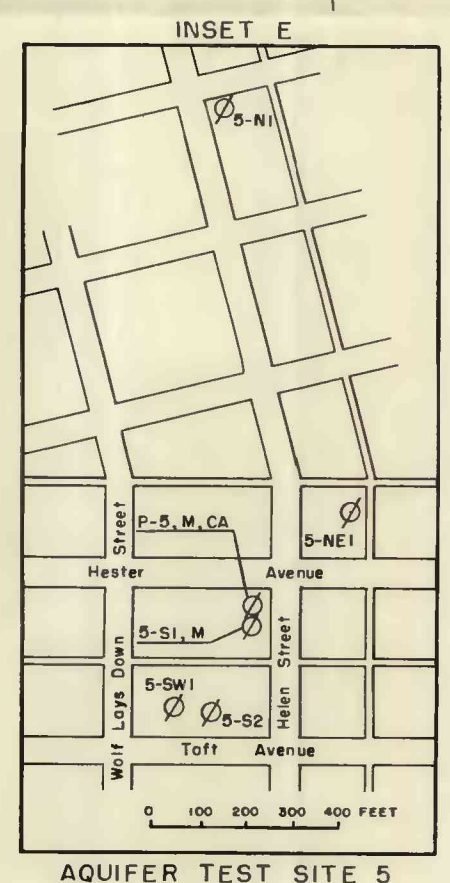 INSET E
5-N1
P-5, M, CA
5-NE1
Hester Avenue
5-S1, M
5-SW1
5-S2
Wolf Lays Down Street
Helen Street
Toft Avenue
0 100 200 300 400 FEET
AQUIFER TEST SITE 5